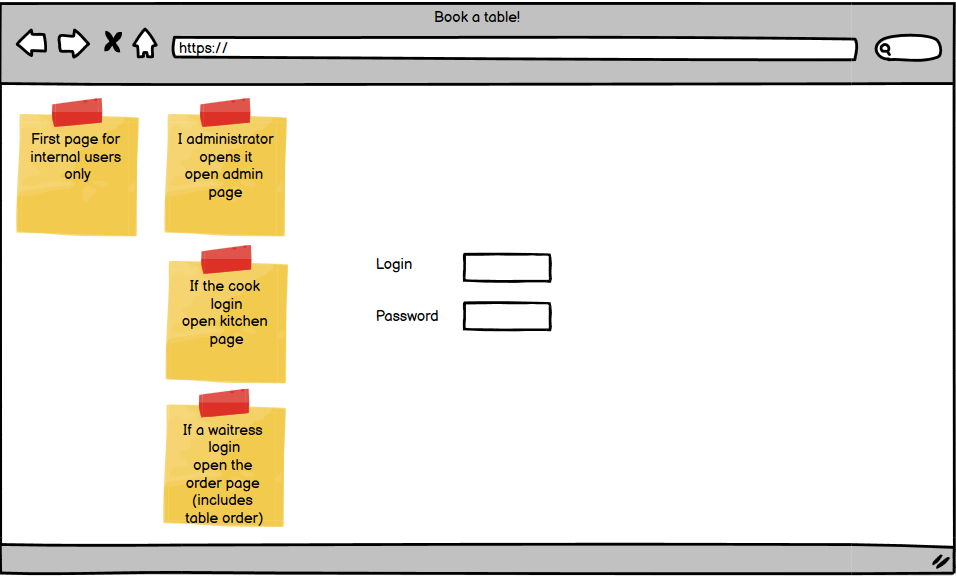 Book a table!
https://
First page for
internal users
only
I administrator
opens it
open admin
page
If the cook
login
open kitchen
page
If a waitress
login
open the
order page
(includes
table order)
Login
Password